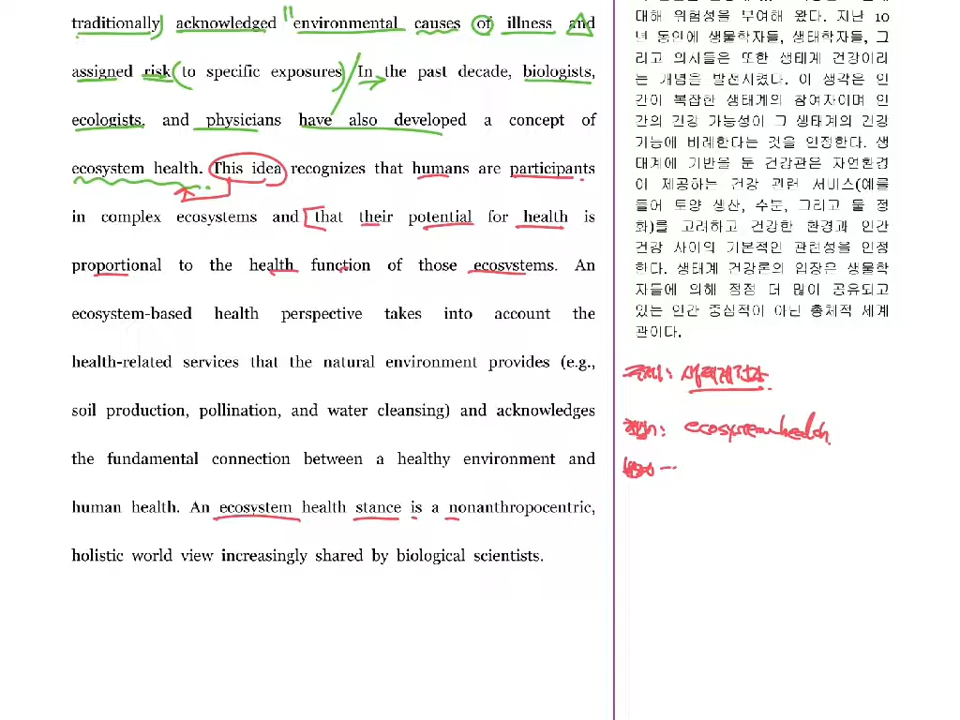 traditionally acknowledged environmental causes of illness and
assigned risk to specific exposures. In the past decade, biologists,
ecologists, and physicians have also developed a concept of
ecosystem health. This idea recognizes that humans are participants
in complex ecosystems and that their potential for health is
proportional to the health function of those ecosystems. An
ecosystem-based health perspective takes into account the
health-related services that the natural environment provides (e.g.,
soil production, pollination, and water cleansing) and acknowledges
the fundamental connection between a healthy environment and
human health. An ecosystem health stance is a nonanthropocentric,
holistic world view increasingly shared by biological scientists.
대해 위험성을 부여해 왔다. 지난 10
년 동안에 생물학자들, 생태학자들, 그
리고 의사들은 또한 생태계 건강이라
는 개념을 발전시켰다. 이 생각은 인
간이 복잡한 생태계의 참여자이며 인
간의 건강 가능성이 그 생태계의 건강
기능에 비례한다는 것을 인정한다. 생
태계에 기반을 둔 건강관은 자연환경
이 제공하는 건강 관련 서비스(예를
들어 토양 생산, 수분, 그리고 물 정
화)를 고려하고 건강한 환경과 인간
건강 사이의 기본적인 관련성을 인정
한다. 생태계 건강론의 입장은 생물학
자들에 의해 점점 더 많이 공유되고
있는 인간 중심적이 아닌 총체적 세계
관이다.
주제: 생태계건강
ecosystem health